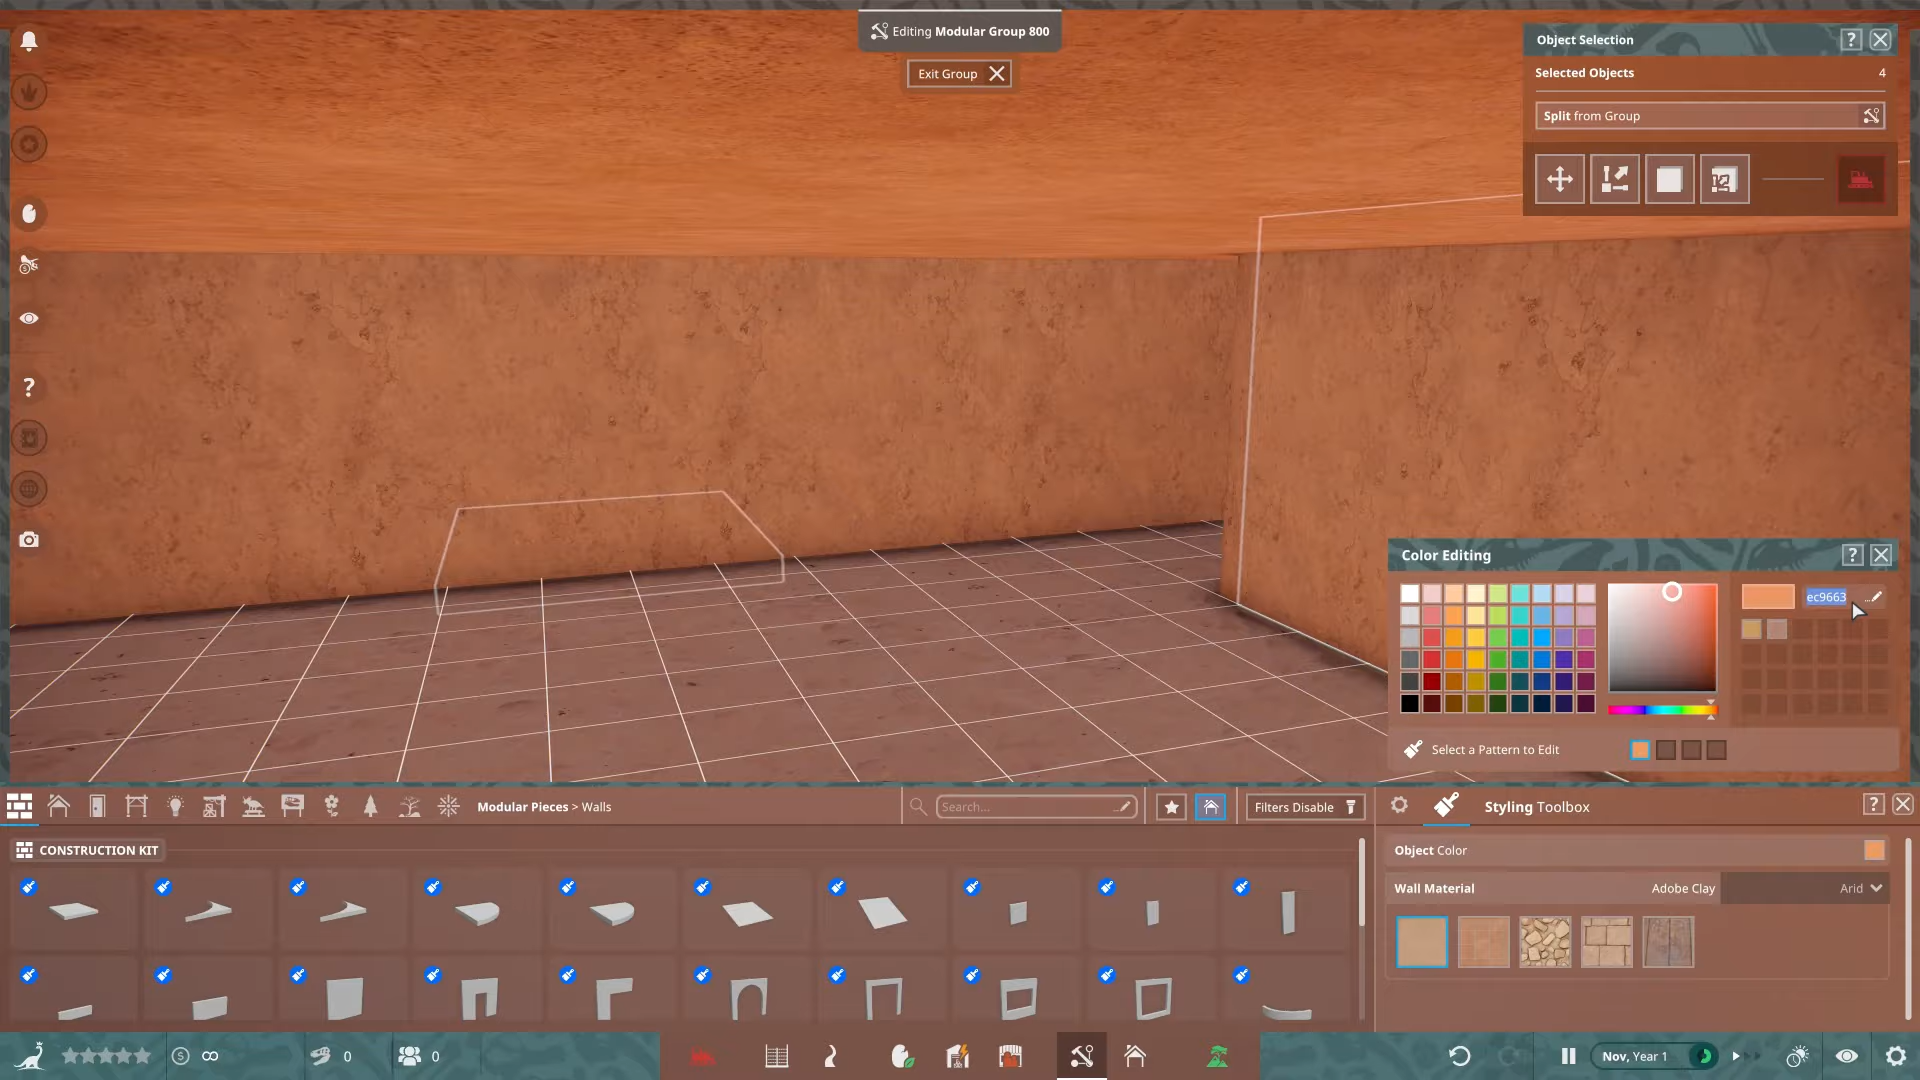 Editing Modular Group 800
Exit Group
Object Selection
?
Selected Objects
4
Split from Group
?
Color Editing
?
ec9663
...
Select a Pattern to Edit
Modular Pieces > Walls
Search...
Filters Disable
Styling Toolbox
?
CONSTRUCTION KIT
Object Color
Wall Material
Adobe Clay
Arid
∞
0
0
Nov, Year 1